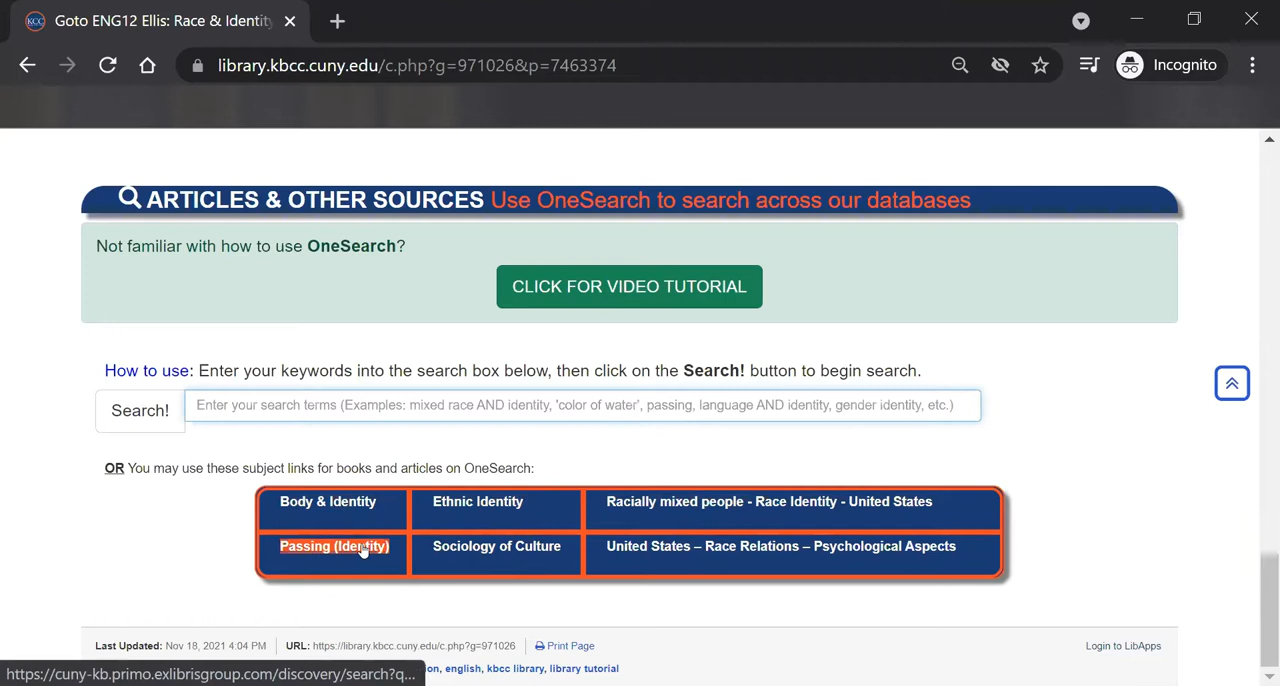 Goto ENG12 Ellis: Race & Identity
library.kbcc.cuny.edu/c.php?g=971026&p=7463374
Incognito
ARTICLES & OTHER SOURCES Use OneSearch to search across our databases
Not familiar with how to use OneSearch?
CLICK FOR VIDEO TUTORIAL
How to use: Enter your keywords into the search box below, then click on the Search! button to begin search.
Search! Enter your search terms (Examples: mixed race AND identity, 'color of water', passing, language AND identity, gender identity, etc.)
OR You may use these subject links for books and articles on OneSearch:
Body & Identity Ethnic Identity Racially mixed people - Race Identity - United States
Passing (Identity) Sociology of Culture United States – Race Relations – Psychological Aspects
Last Updated: Nov 18, 2021 4:04 PM URL: https://library.kbcc.cuny.edu/c.php?g=971026 Print Page Login to LibApps
https://cuny-kb.primo.exlibrisgroup.com/discovery/search?q... on, english, kbcc library, library tutorial